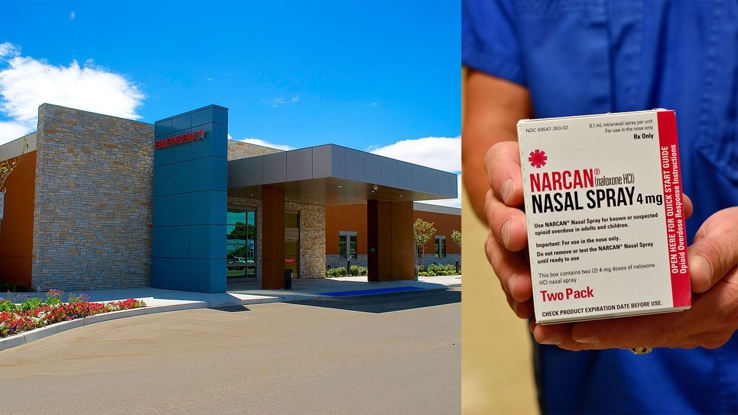 EMERGENCY
NDC 69547-353-02
0.1 mL intranasal spray per unit
For use in the nose only
Rx Only
NARCAN® (naloxone HCl)
NASAL SPRAY 4 mg
Use NARCAN® Nasal Spray for known or suspected
opioid overdose in adults and children.
Important: For use in the nose only.
Do not remove or test the NARCAN® Nasal Spray
until ready to use
This box contains two (2) 4 mg doses of naloxone
HCl nasal spray
Two Pack
CHECK PRODUCT EXPIRATION DATE BEFORE USE.
OPEN HERE FOR QUICK START GUIDE
Opioid Overdose Response Instructions